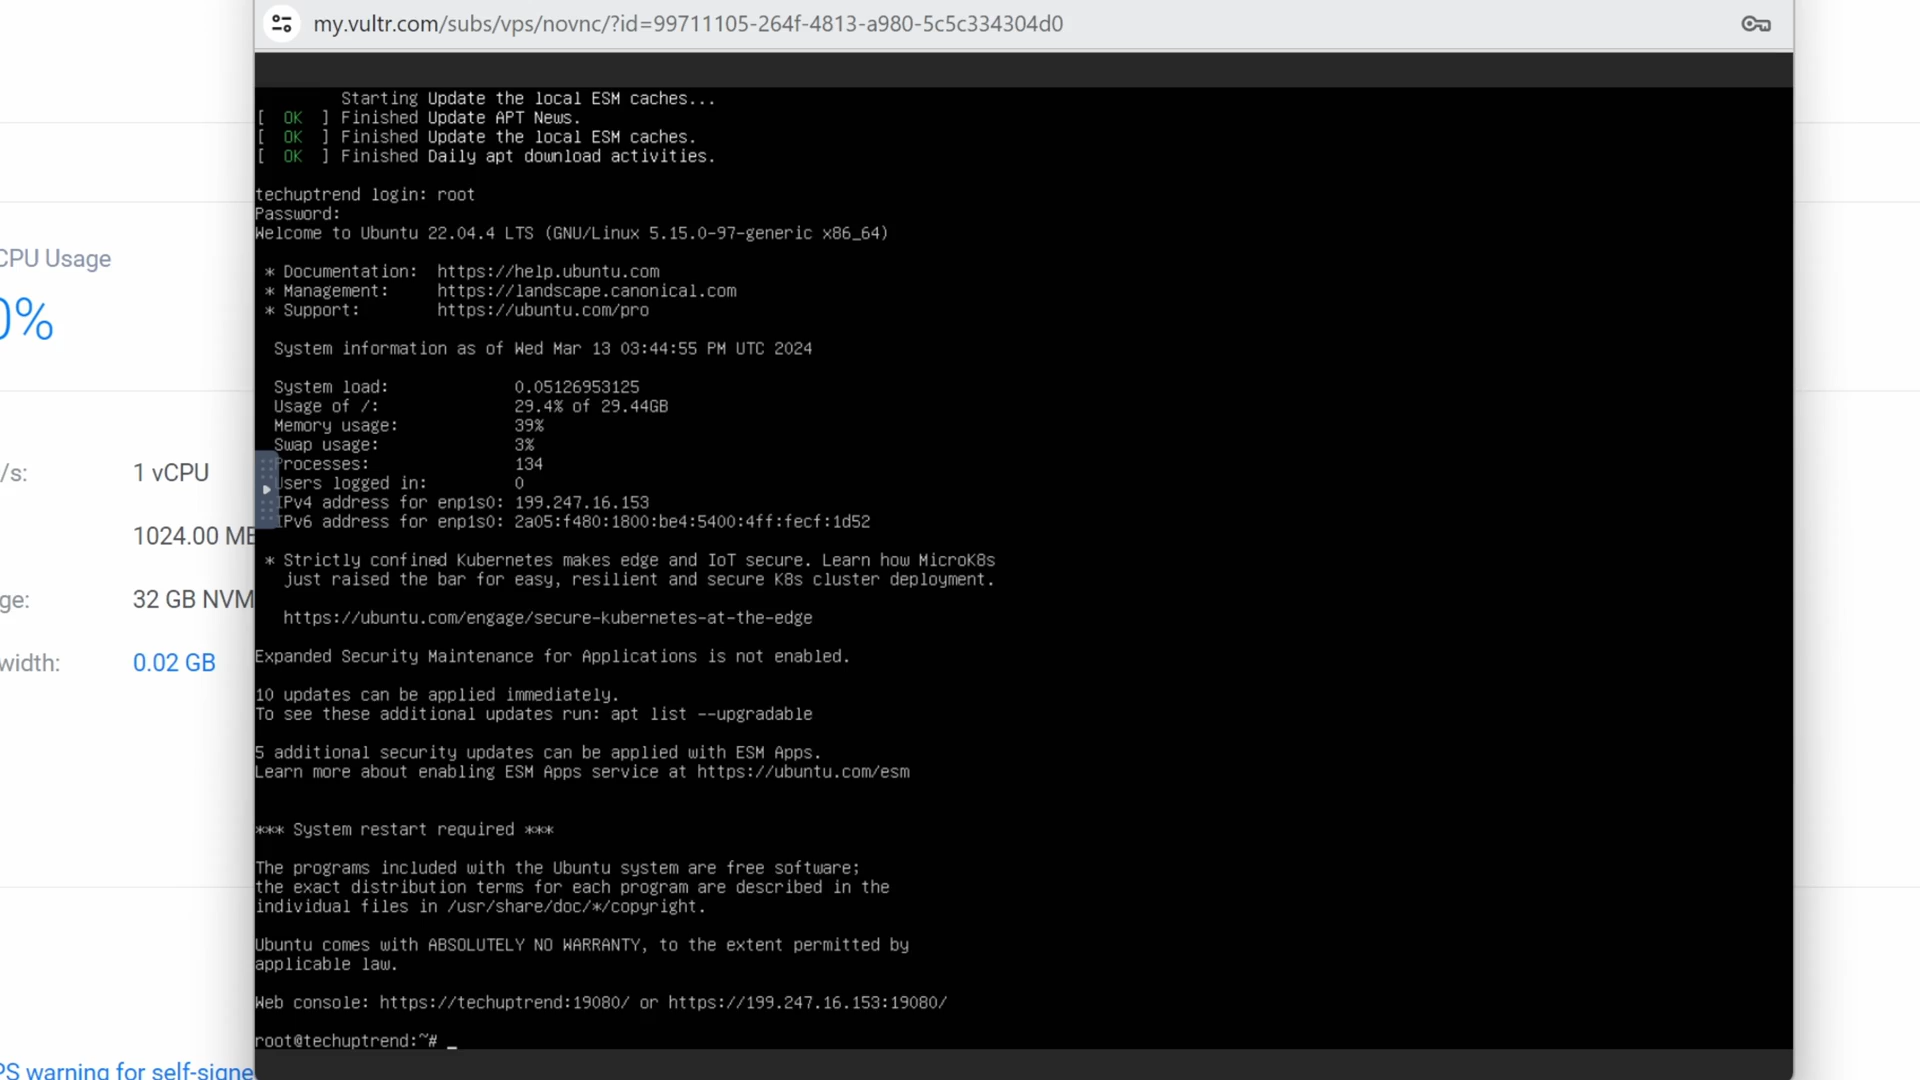 my.vultr.com/subs/vps/novnc/?id=99711105-264f-4813-a980-5c5c334304d0
Starting Update the local ESM caches...
[ OK ] Finished Update APT News.
[ OK ] Finished Update the local ESM caches.
[ OK ] Finished Daily apt download activities.
techuptrend login: root
Password:
Welcome to Ubuntu 22.04.4 LTS (GNU/Linux 5.15.0-97-generic x86_64)
* Documentation: https://help.ubuntu.com
* Management: https://landscape.canonical.com
* Support: https://ubuntu.com/pro
System information as of Wed Mar 13 03:44:55 PM UTC 2024
System load: 0.05126953125
Usage of /: 29.4% of 29.44GB
Memory usage: 39%
Swap usage: 3%
Processes: 134
Users logged in: 0
IPv4 address for enp1s0: 199.247.16.153
IPv6 address for enp1s0: 2a05:f480:1800:be4:5400:4ff:fecf:1d52
* Strictly confined Kubernetes makes edge and IoT secure. Learn how MicroK8s
just raised the bar for easy, resilient and secure K8s cluster deployment.
https://ubuntu.com/engage/secure-kubernetes-at-the-edge
Expanded Security Maintenance for Applications is not enabled.
10 updates can be applied immediately.
To see these additional updates run: apt list --upgradable
5 additional security updates can be applied with ESM Apps.
Learn more about enabling ESM Apps service at https://ubuntu.com/esm
*** System restart required ***
The programs included with the Ubuntu system are free software;
the exact distribution terms for each program are described in the
individual files in /usr/share/doc/*/copyright.
Ubuntu comes with ABSOLUTELY NO WARRANTY, to the extent permitted by
applicable law.
Web console: https://techuptrend:19080/ or https://199.247.16.153:19080/
root@techuptrend:~# _
CPU Usage
0%
/s: 1 vCPU
1024.00 MB
ge: 32 GB NVM
width: 0.02 GB
PS warning for self-signe